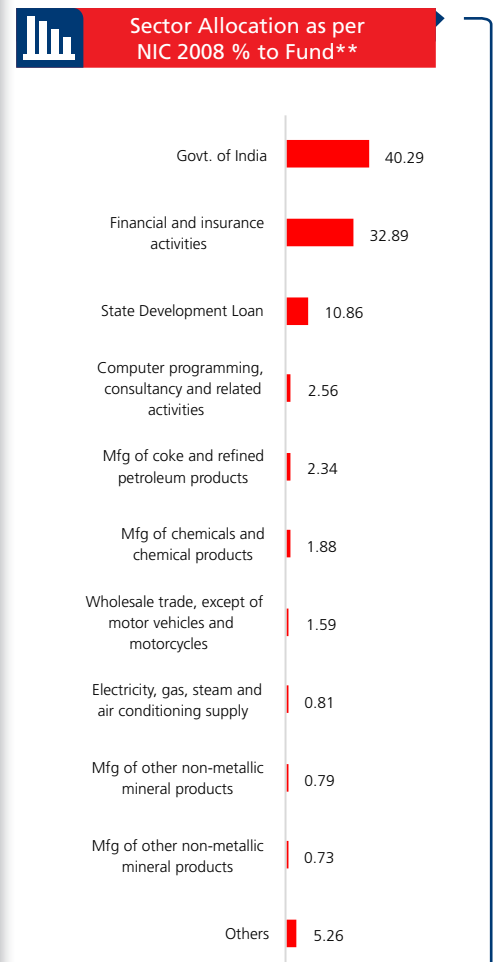 Sector Allocation as per
NIC 2008 % to Fund**
Govt. of India
40.29
Financial and insurance
activities
32.89
State Development Loan
10.86
Computer programming,
consultancy and related
activities
2.56
Mfg of coke and refined
petroleum products
2.34
Mfg of chemicals and
chemical products
1.88
Wholesale trade, except of
motor vehicles and
motorcycles
1.59
Electricity, gas, steam and
air conditioning supply
0.81
Mfg of other non-metallic
mineral products
0.79
Mfg of other non-metallic
mineral products
0.73
Others
5.26